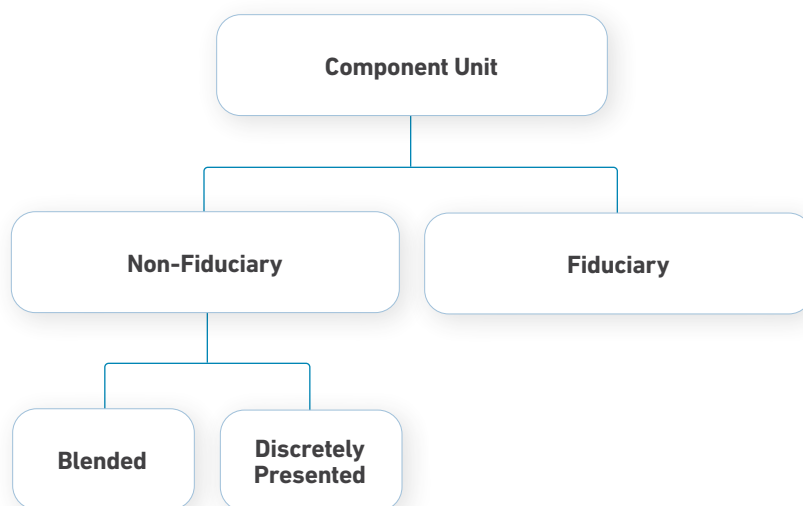 Component Unit
Non-Fiduciary
Fiduciary
Blended
Discretely
Presented